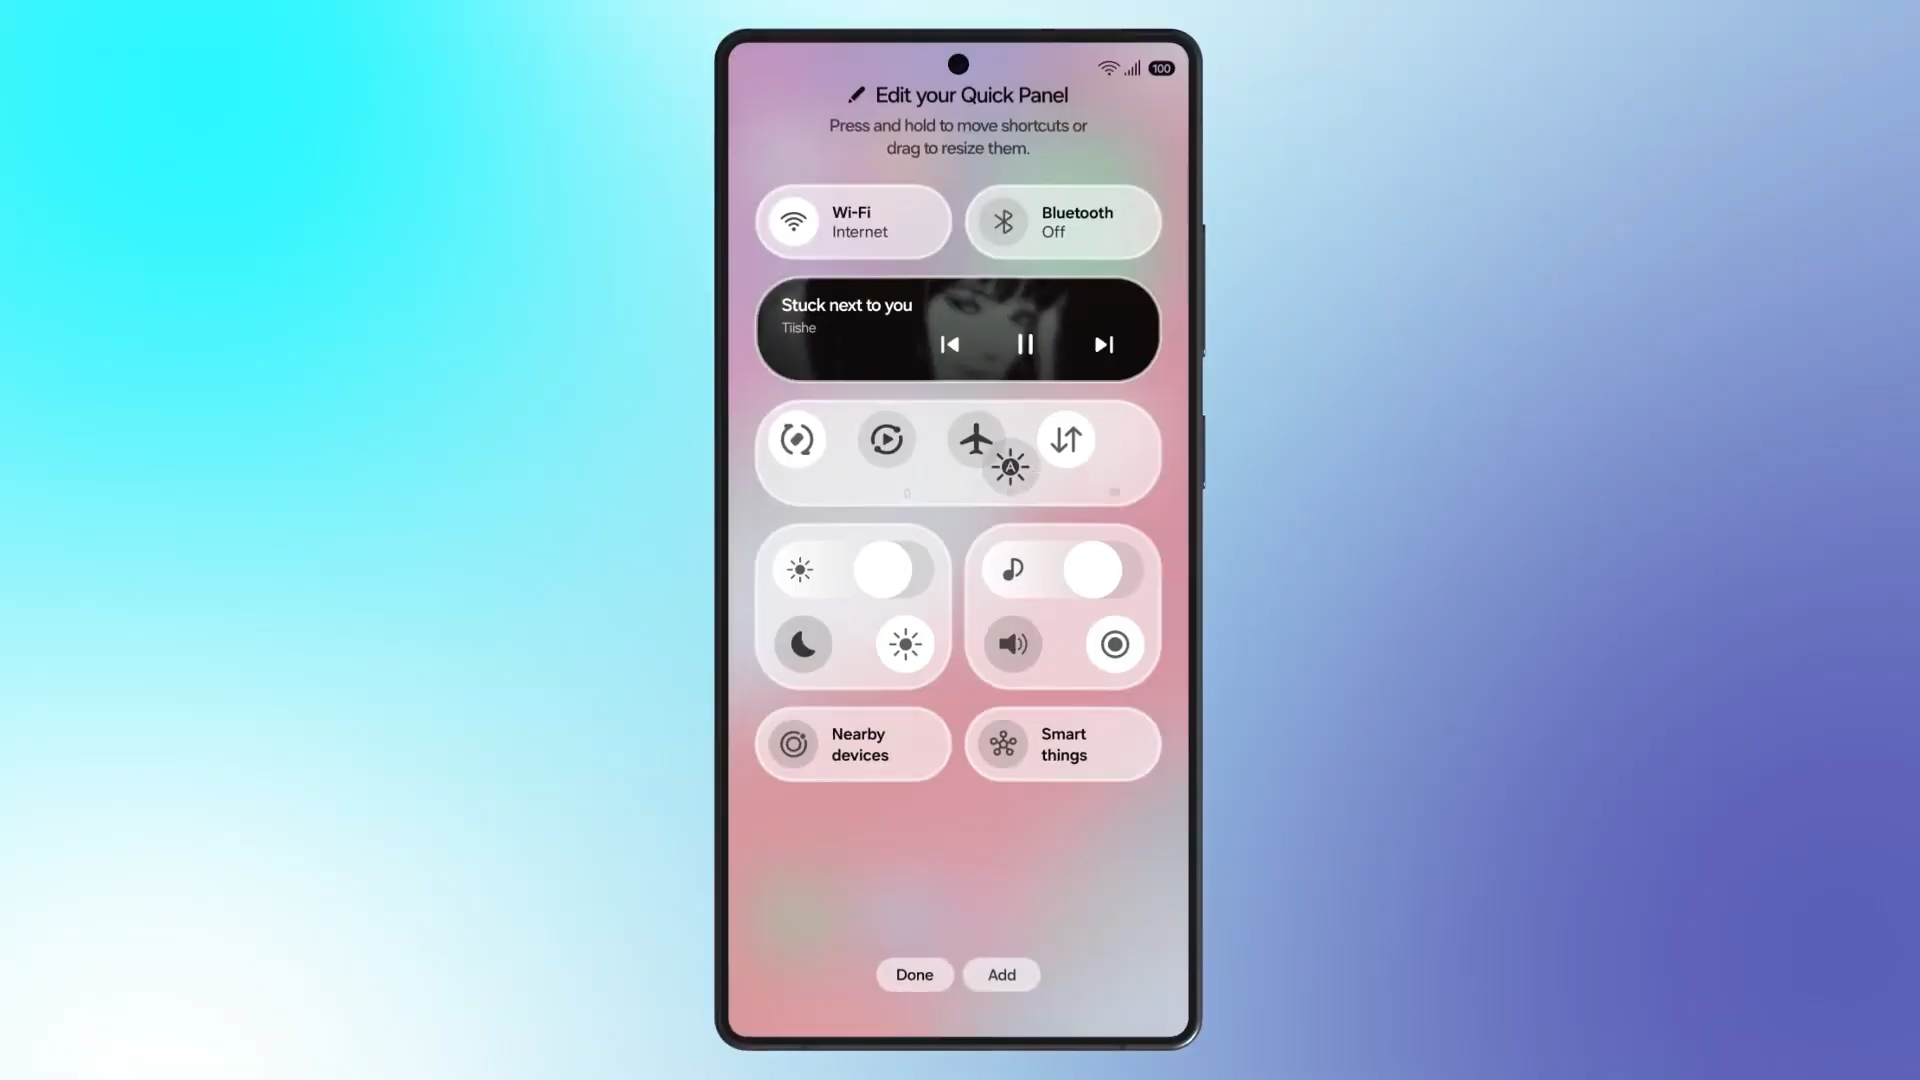 100
Edit your Quick Panel
Press and hold to move shortcuts or
drag to resize them.
Wi-Fi
Internet
Bluetooth
Off
Stuck next to you
Tiishe
A
Nearby
devices
Smart
things
Done
Add